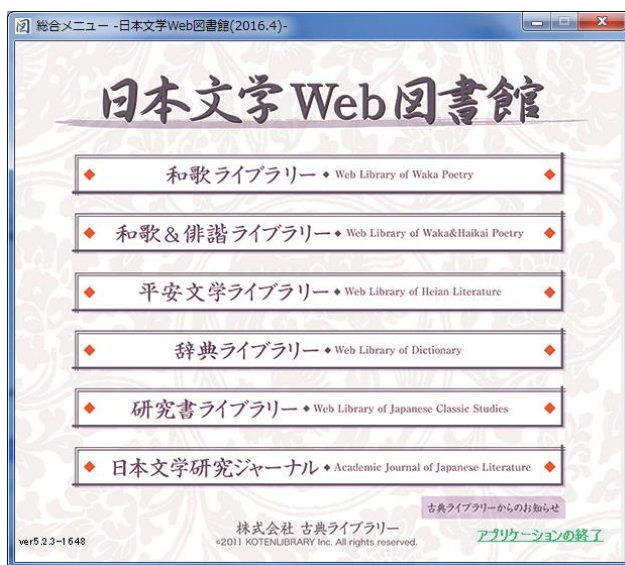 総合メニュー -日本文学Web図書館(2016.4)-
日本文学Web図書館
和歌ライブラリー◆Web Library of Waka Poetry
和歌&俳諧ライブラリー◆Web Library of Waka&Haikai Poetry
平安文学ライブラリー◆Web Library of Heian Literature
辞典ライブラリー◆Web Library of Dictionary
研究書ライブラリー◆Web Library of Japanese Classic Studies
日本文学研究ジャーナル◆Academic Journal of Japanese Literature
古典ライブラリーからのお知らせ
株式会社 古典ライブラリー
ver5.2.3-1648
©2011 KOTENLIBRARY Inc. All rights reserved.
アプリケーションの終了